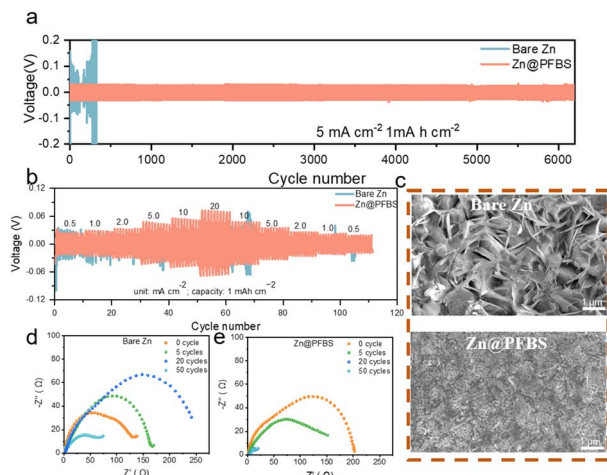 a
0.2
0.1
0.0
-0.1
-0.2
Voltage(V)
Bare Zn
Zn@PFBS
5 mA cm-2 1mA h cm-2
0 1000 2000 3000 4000 5000 6000
Cycle number
b
0.12
0.06
0.00
-0.06
-0.12
Voltage (V)
Bare Zn
Zn@PFBS
0.5 1.0 2.0 5.0 10 20 10 5.0 2.0 1.0 0.5
unit: mA cm-2; capacity: 1 mAh cm-2
0 20 40 60 80 100 120
Cycle number
c
Bare Zn
1 μm
Zn@PFBS
1 μm
d
Bare Zn
0 cycle
5 cycles
20 cycles
50 cycles
100
80
60
40
20
0
-Z'' ( Ω )
0 50 100 150 200 250
Z' ( Ω )
e
Zn@PFBS
0 cycle
5 cycles
20 cycles
50 cycles
100
80
60
40
20
0
-Z'' ( Ω )
0 50 100 150 200 250
Z' ( Ω )